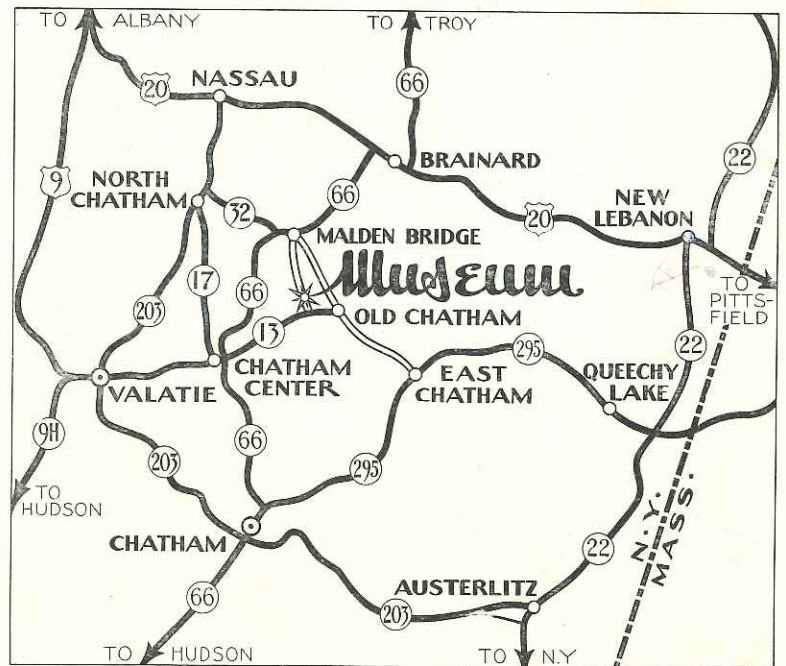 TO ALBANY
TO TROY
20
NASSAU
66
22
9
BRAINARD
NORTH
CHATHAM
32
66
20
NEW
LEBANON
MALDEN BRIDGE
Museum
TO
PITTS-
FIELD
17
66
203
13
OLD CHATHAM
295
22
CHATHAM
CENTER
VALATIE
EAST
CHATHAM
QUEECHY
LAKE
9H
66
203
295
TO
HUDSON
N.Y.
MASS.
CHATHAM
22
66
AUSTERLITZ
203
TO HUDSON
TO N.Y